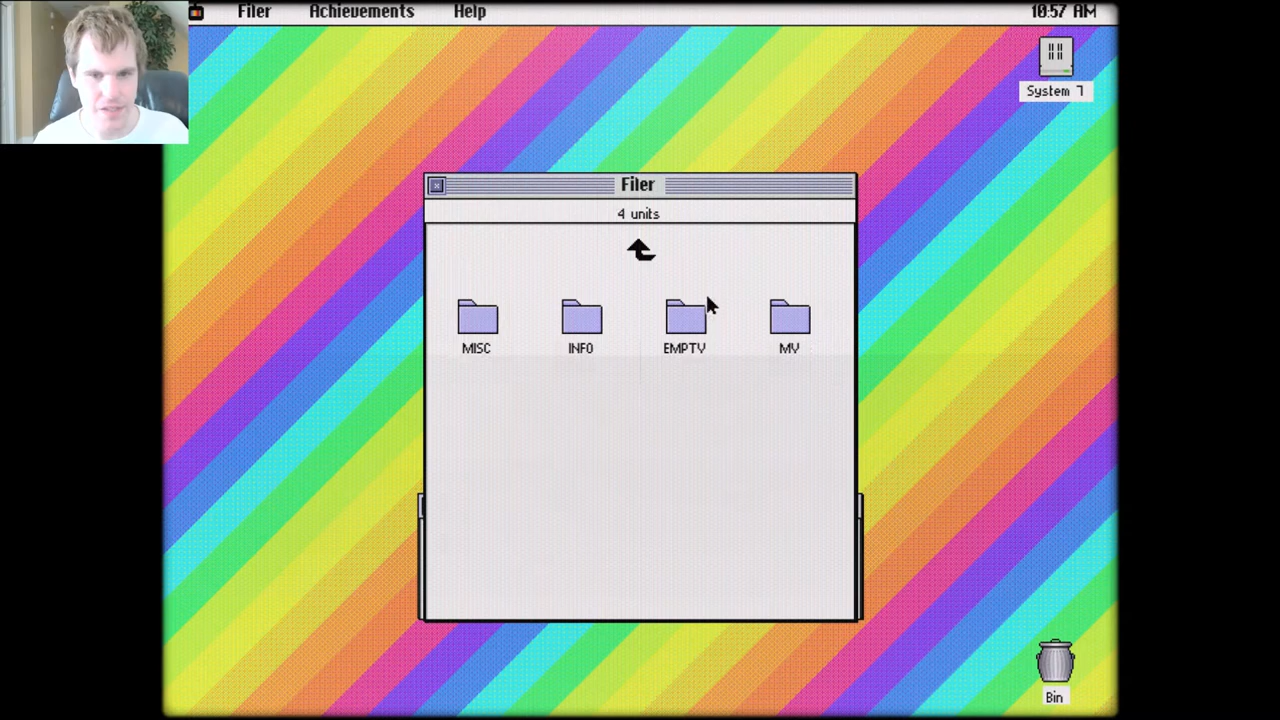 Filer Achievements Help 10:57 AM
System 7
Filer
4 units
MISC INFO EMPTY MY
Bin